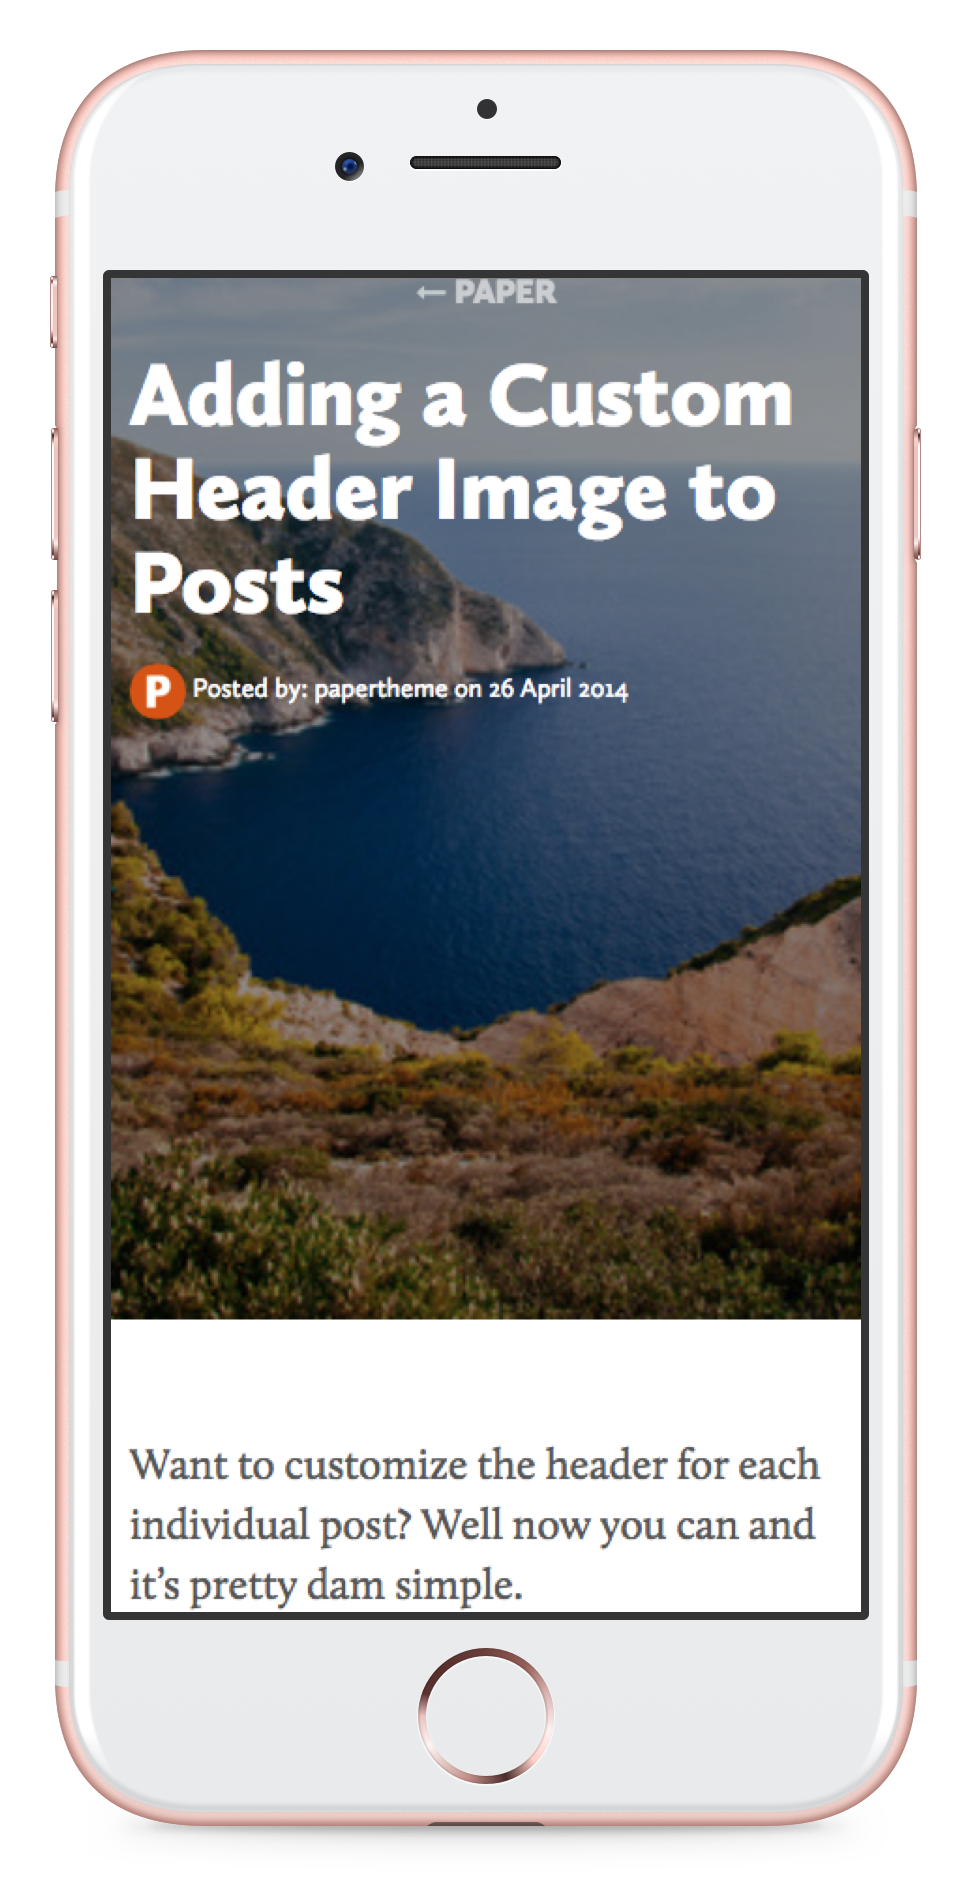 ← PAPER
Adding a Custom
Header Image to
Posts
P
Posted by: papertheme on 26 April 2014
Want to customize the header for each
individual post? Well now you can and
it’s pretty dam simple.